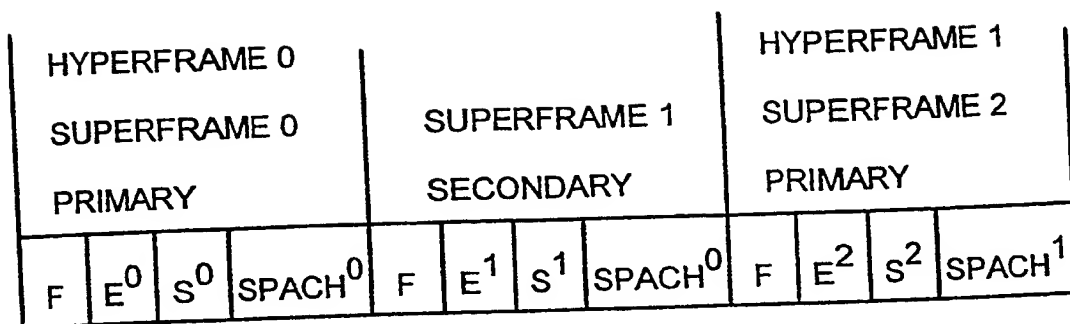 HYPERFRAME 0
SUPERFRAME 0
PRIMARY
SUPERFRAME 1
SECONDARY
HYPERFRAME 1
SUPERFRAME 2
PRIMARY
F E⁰ S⁰ SPACH⁰ F E¹ S¹ SPACH⁰ F E² S² SPACH¹